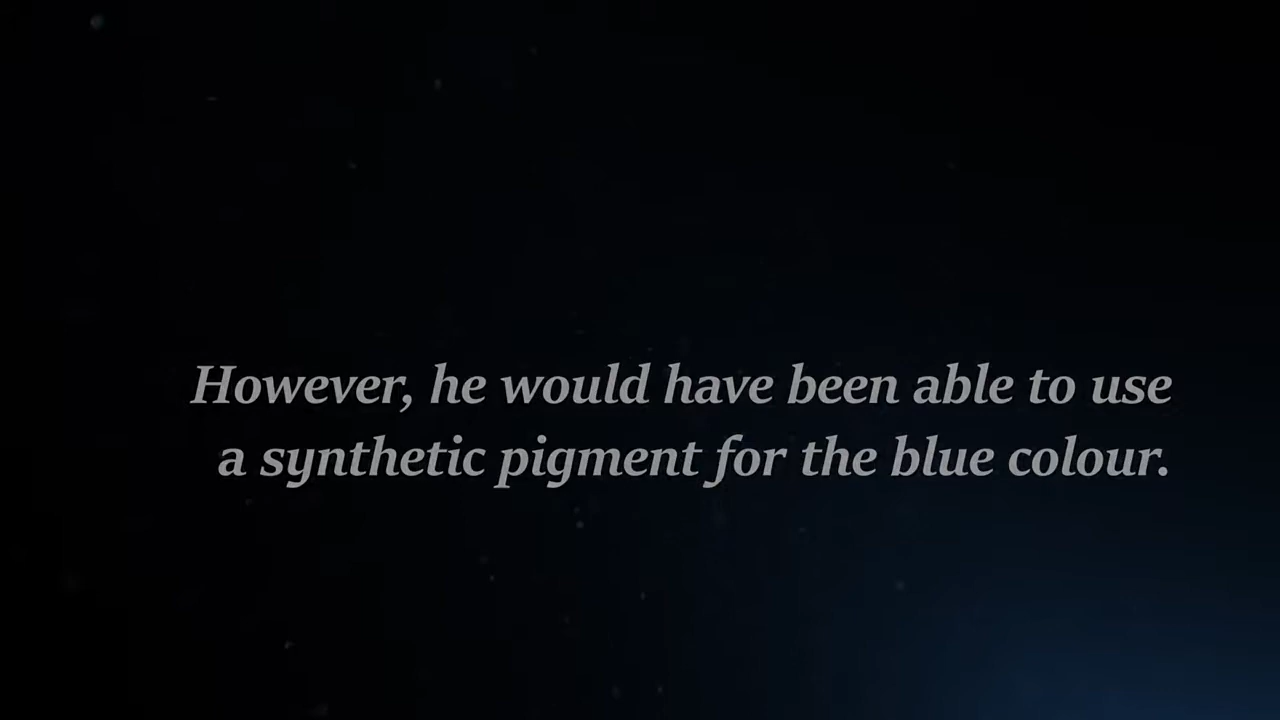 However, he would have been able to use
a synthetic pigment for the blue colour.